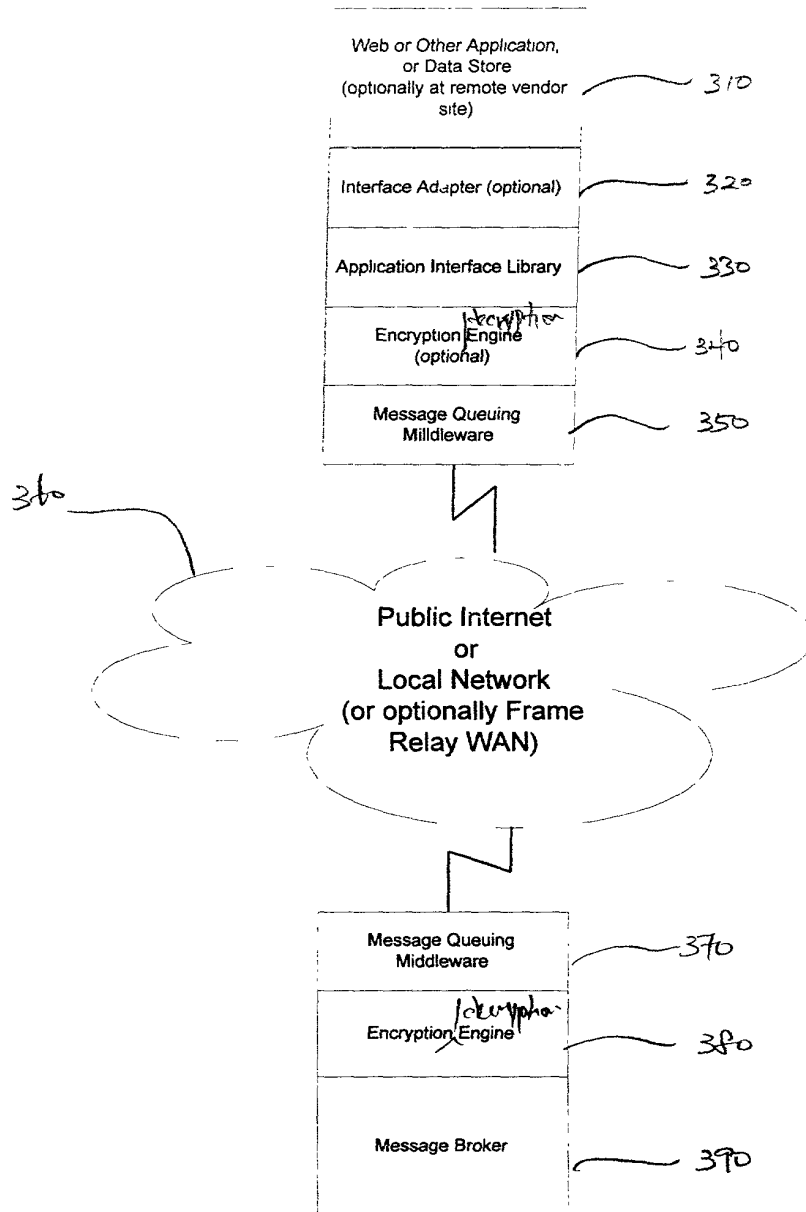 Web or Other Application,
or Data Store
(optionally at remote vendor
site)
310
Interface Adapter (optional)
320
Application Interface Library
330
/decryption
Encryption Engine
(optional)
340
Message Queuing
Milldleware
350
360
Public Internet
or
Local Network
(or optionally Frame
Relay WAN)
Message Queuing
Middleware
370
/decryption
Encryption Engine
380
Message Broker
390